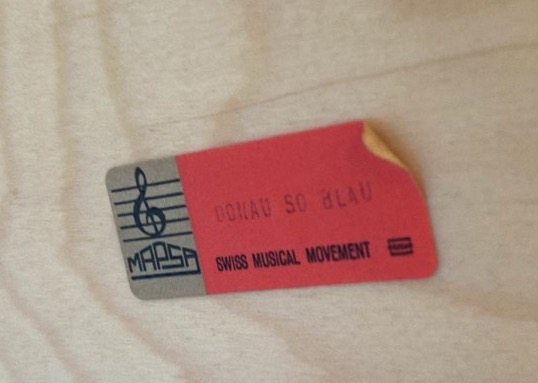 DONAU SO BLAU
MAPSA
SWISS MUSICAL MOVEMENT